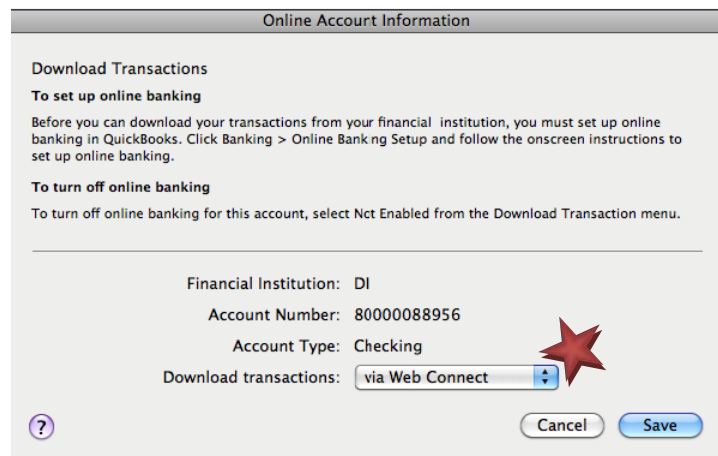 Online Account Information
Download Transactions
To set up online banking
Before you can download your transactions from your financial institution, you must set up online
banking in QuickBooks. Click Banking > Online Bank ng Setup and follow the onscreen instructions to
set up online banking.
To turn off online banking
To turn off online banking for this account, select Nct Enabled from the Download Transaction menu.
Financial Institution: DI
Account Number: 80000088956
Account Type: Checking
Download transactions: via Web Connect
? Cancel Save